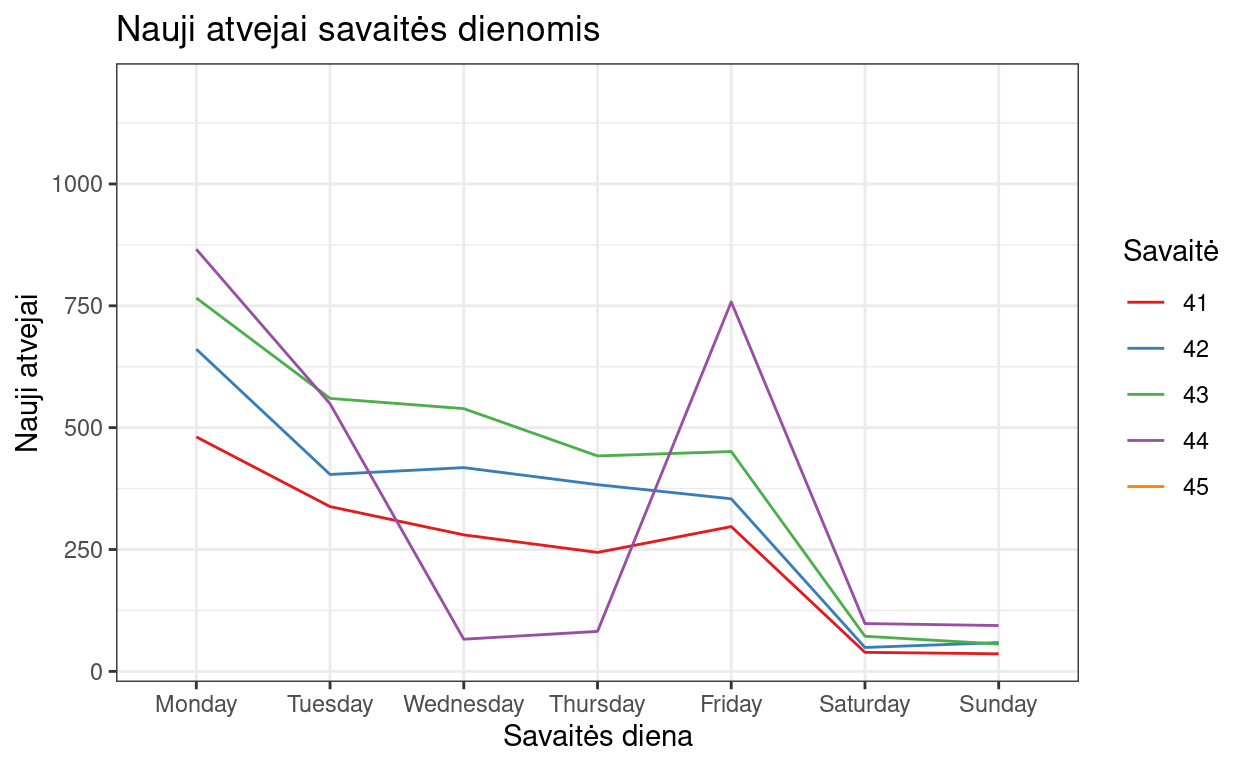 Nauji atvejai savaitės dienomis
Nauji atvejai
1000
750
500
250
0
Monday Tuesday Wednesday Thursday Friday Saturday Sunday
Savaitės diena
Savaitė
41
42
43
44
45